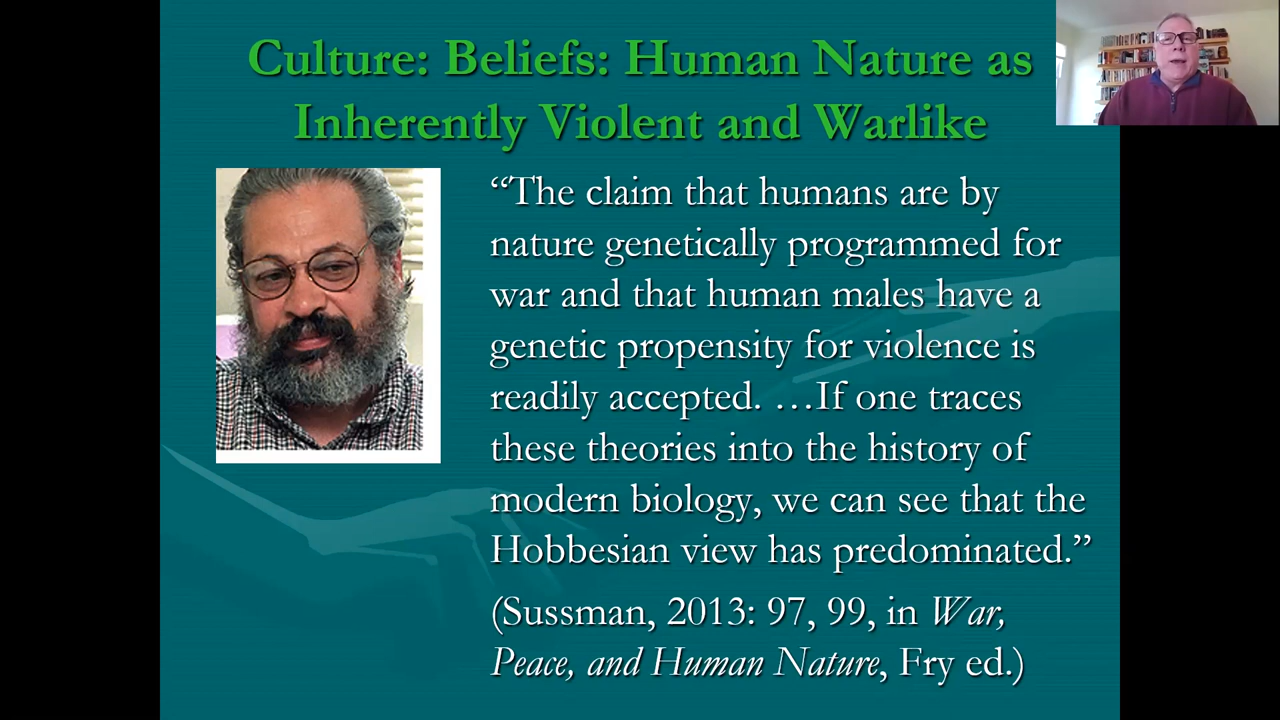 Culture: Beliefs: Human Nature as
Inherently Violent and Warlike
“The claim that humans are by
nature genetically programmed for
war and that human males have a
genetic propensity for violence is
readily accepted. …If one traces
these theories into the history of
modern biology, we can see that the
Hobbesian view has predominated.”
(Sussman, 2013: 97, 99, in War,
Peace, and Human Nature, Fry ed.)